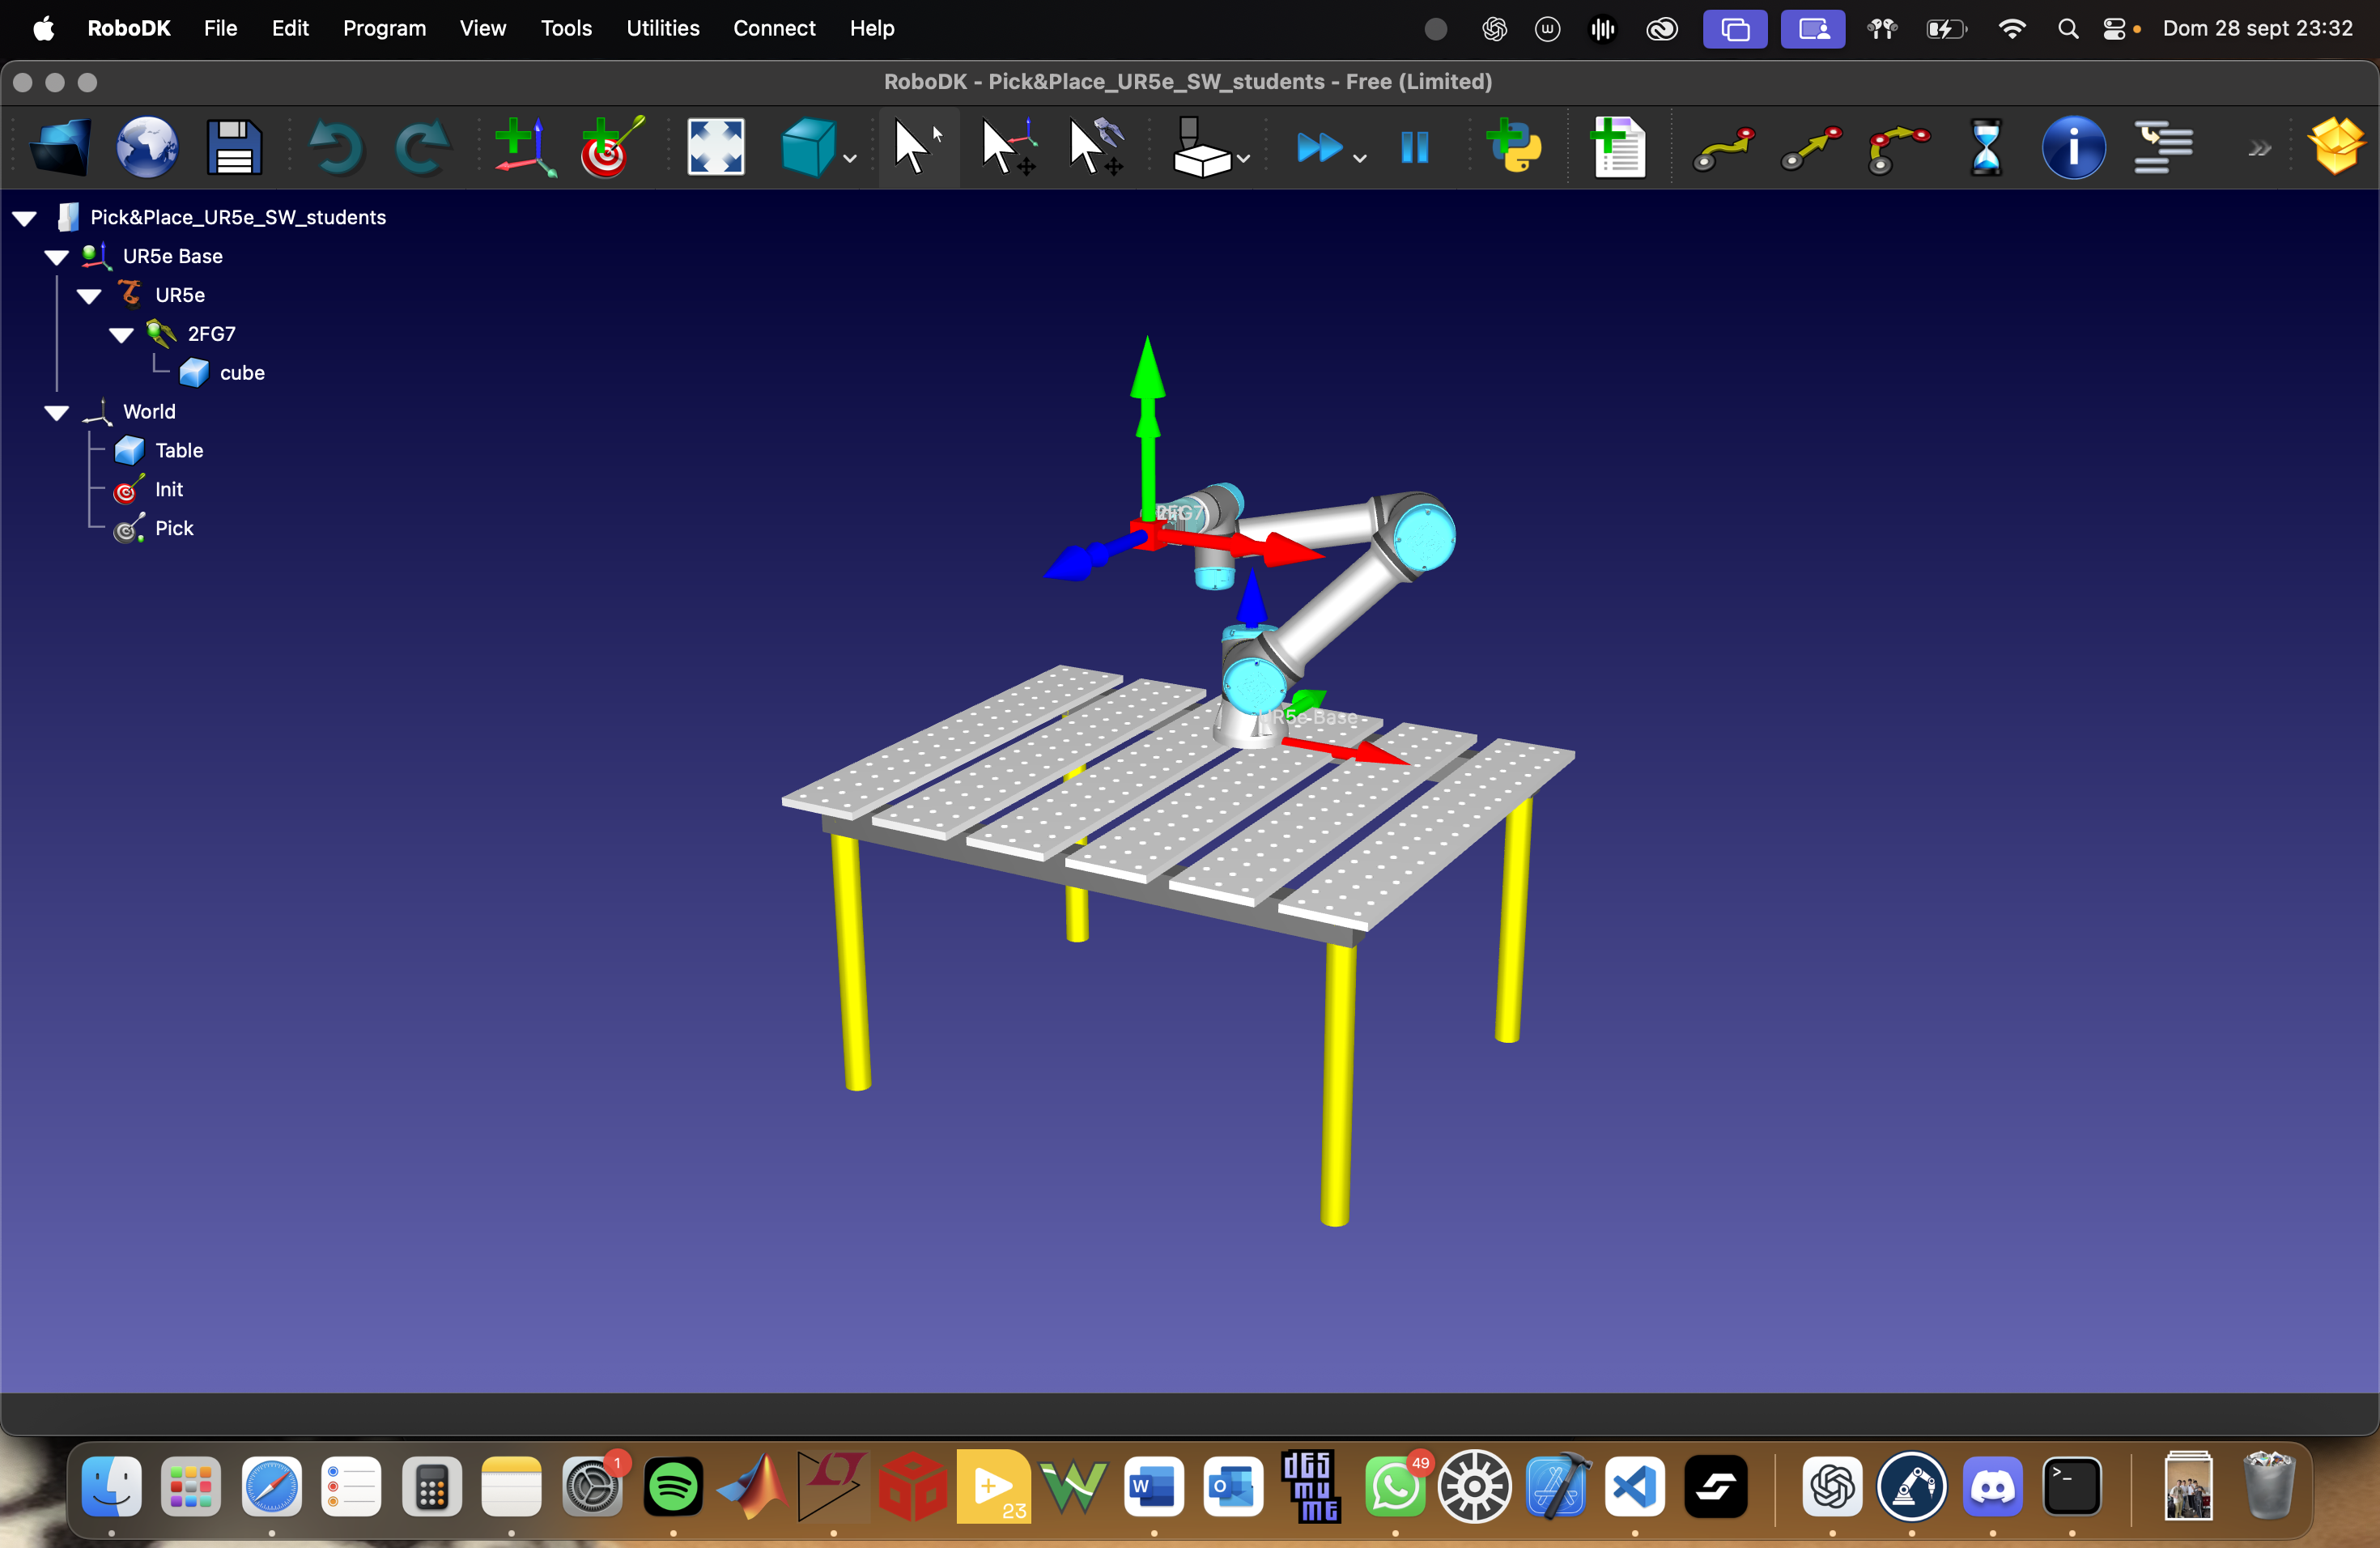 RoboDK File Edit Program View Tools Utilities Connect Help Dom 28 sept 23:32
RoboDK - Pick&Place_UR5e_SW_students - Free (Limited)
Pick&Place_UR5e_SW_students
UR5e Base
UR5e
2FG7
cube
World
Table
Init
Pick
2FG7
UR5e Base
1
23
W
O
DeSmuME
49